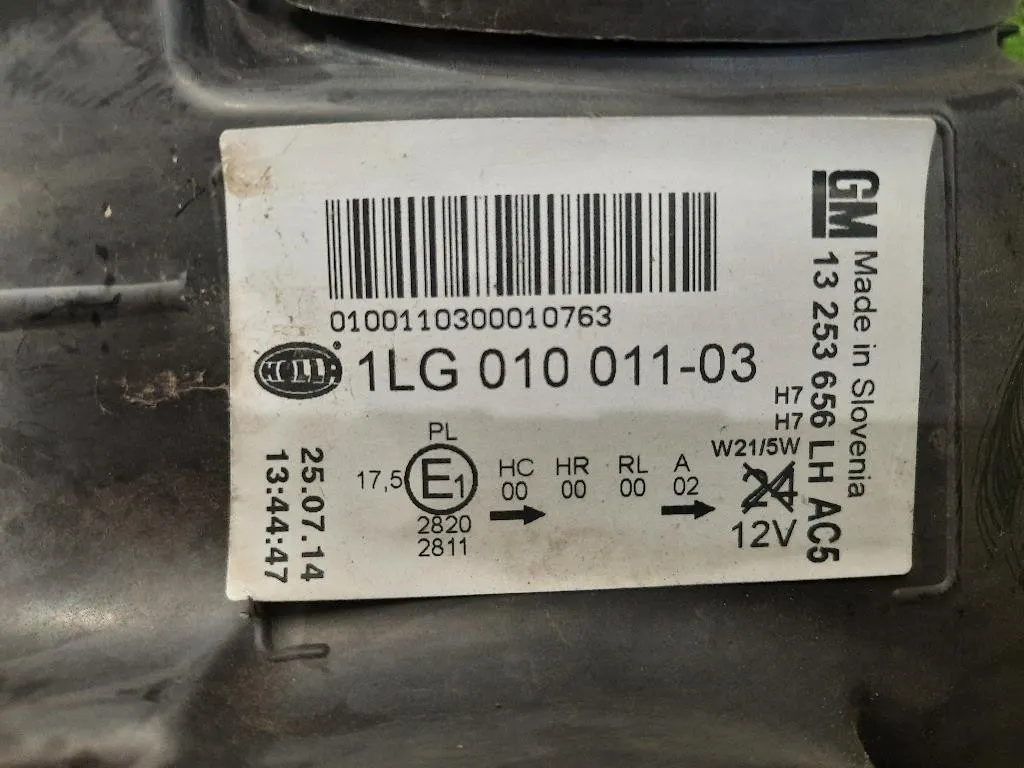 0100110300010763
HELLA ® 1LG 010 011-03
H7
H7
W21/5W
24
12V
PL
17,5 E1
2820
2811
HC HR RL A
00 00 00 02
25.07.14
13:44:47
GM
Made in Slovenia
13 253 656 LH AC5